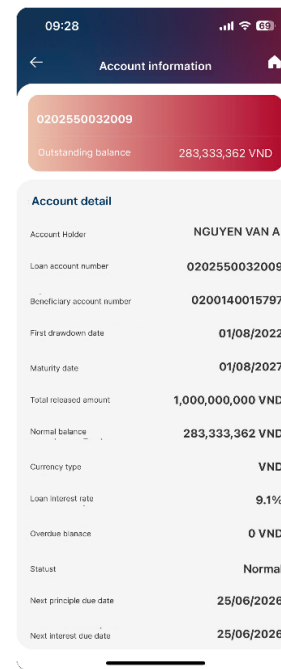 09:28
69
Account information
0202550032009
Outstanding balance 283,333,362 VND
Account detail
Account Holder NGUYEN VAN A
Loan account number 0202550032009
Beneficiary account number 0200140015797
First drawdown date 01/08/2022
Maturity date 01/08/2027
Total released amount 1,000,000,000 VND
Normal balance 283,333,362 VND
Currency type VND
Loan Interest rate 9.1%
Overdue blanace 0 VND
Statust Normal
Next principle due date 25/06/2026
Next interest due date 25/06/2026